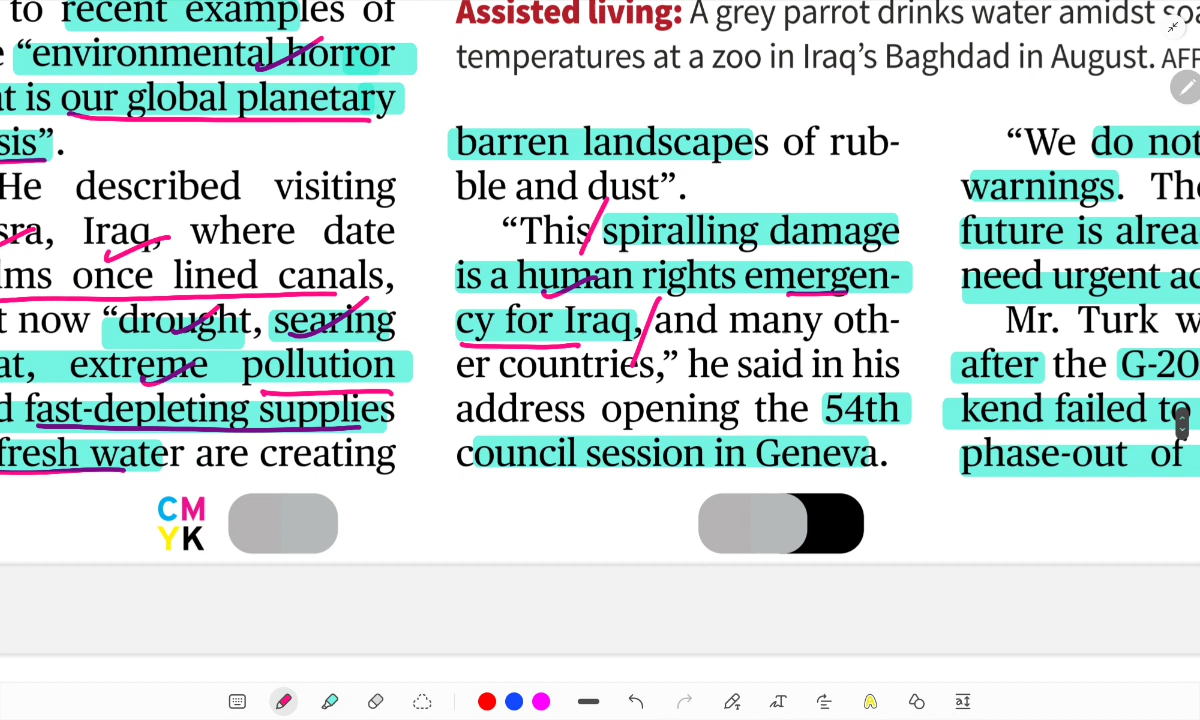 to recent examples of
“environmental horror
is our global planetary
sis”.
He described visiting
sra, Iraq, where date
lms once lined canals,
now “drought, searing
at, extreme pollution
fast-depleting supplies
fresh water are creating
Assisted living: A grey parrot drinks water amidst soa
temperatures at a zoo in Iraq’s Baghdad in August. AFP
barren landscapes of rub-
ble and dust”.
“This spiralling damage
is a human rights emergen-
cy for Iraq, and many oth-
er countries,” he said in his
address opening the 54th
council session in Geneva.
“We do not
warnings. The
future is alrea
need urgent ac
Mr. Turk w
after the G-20
kend failed to
phase-out of
CM
YK